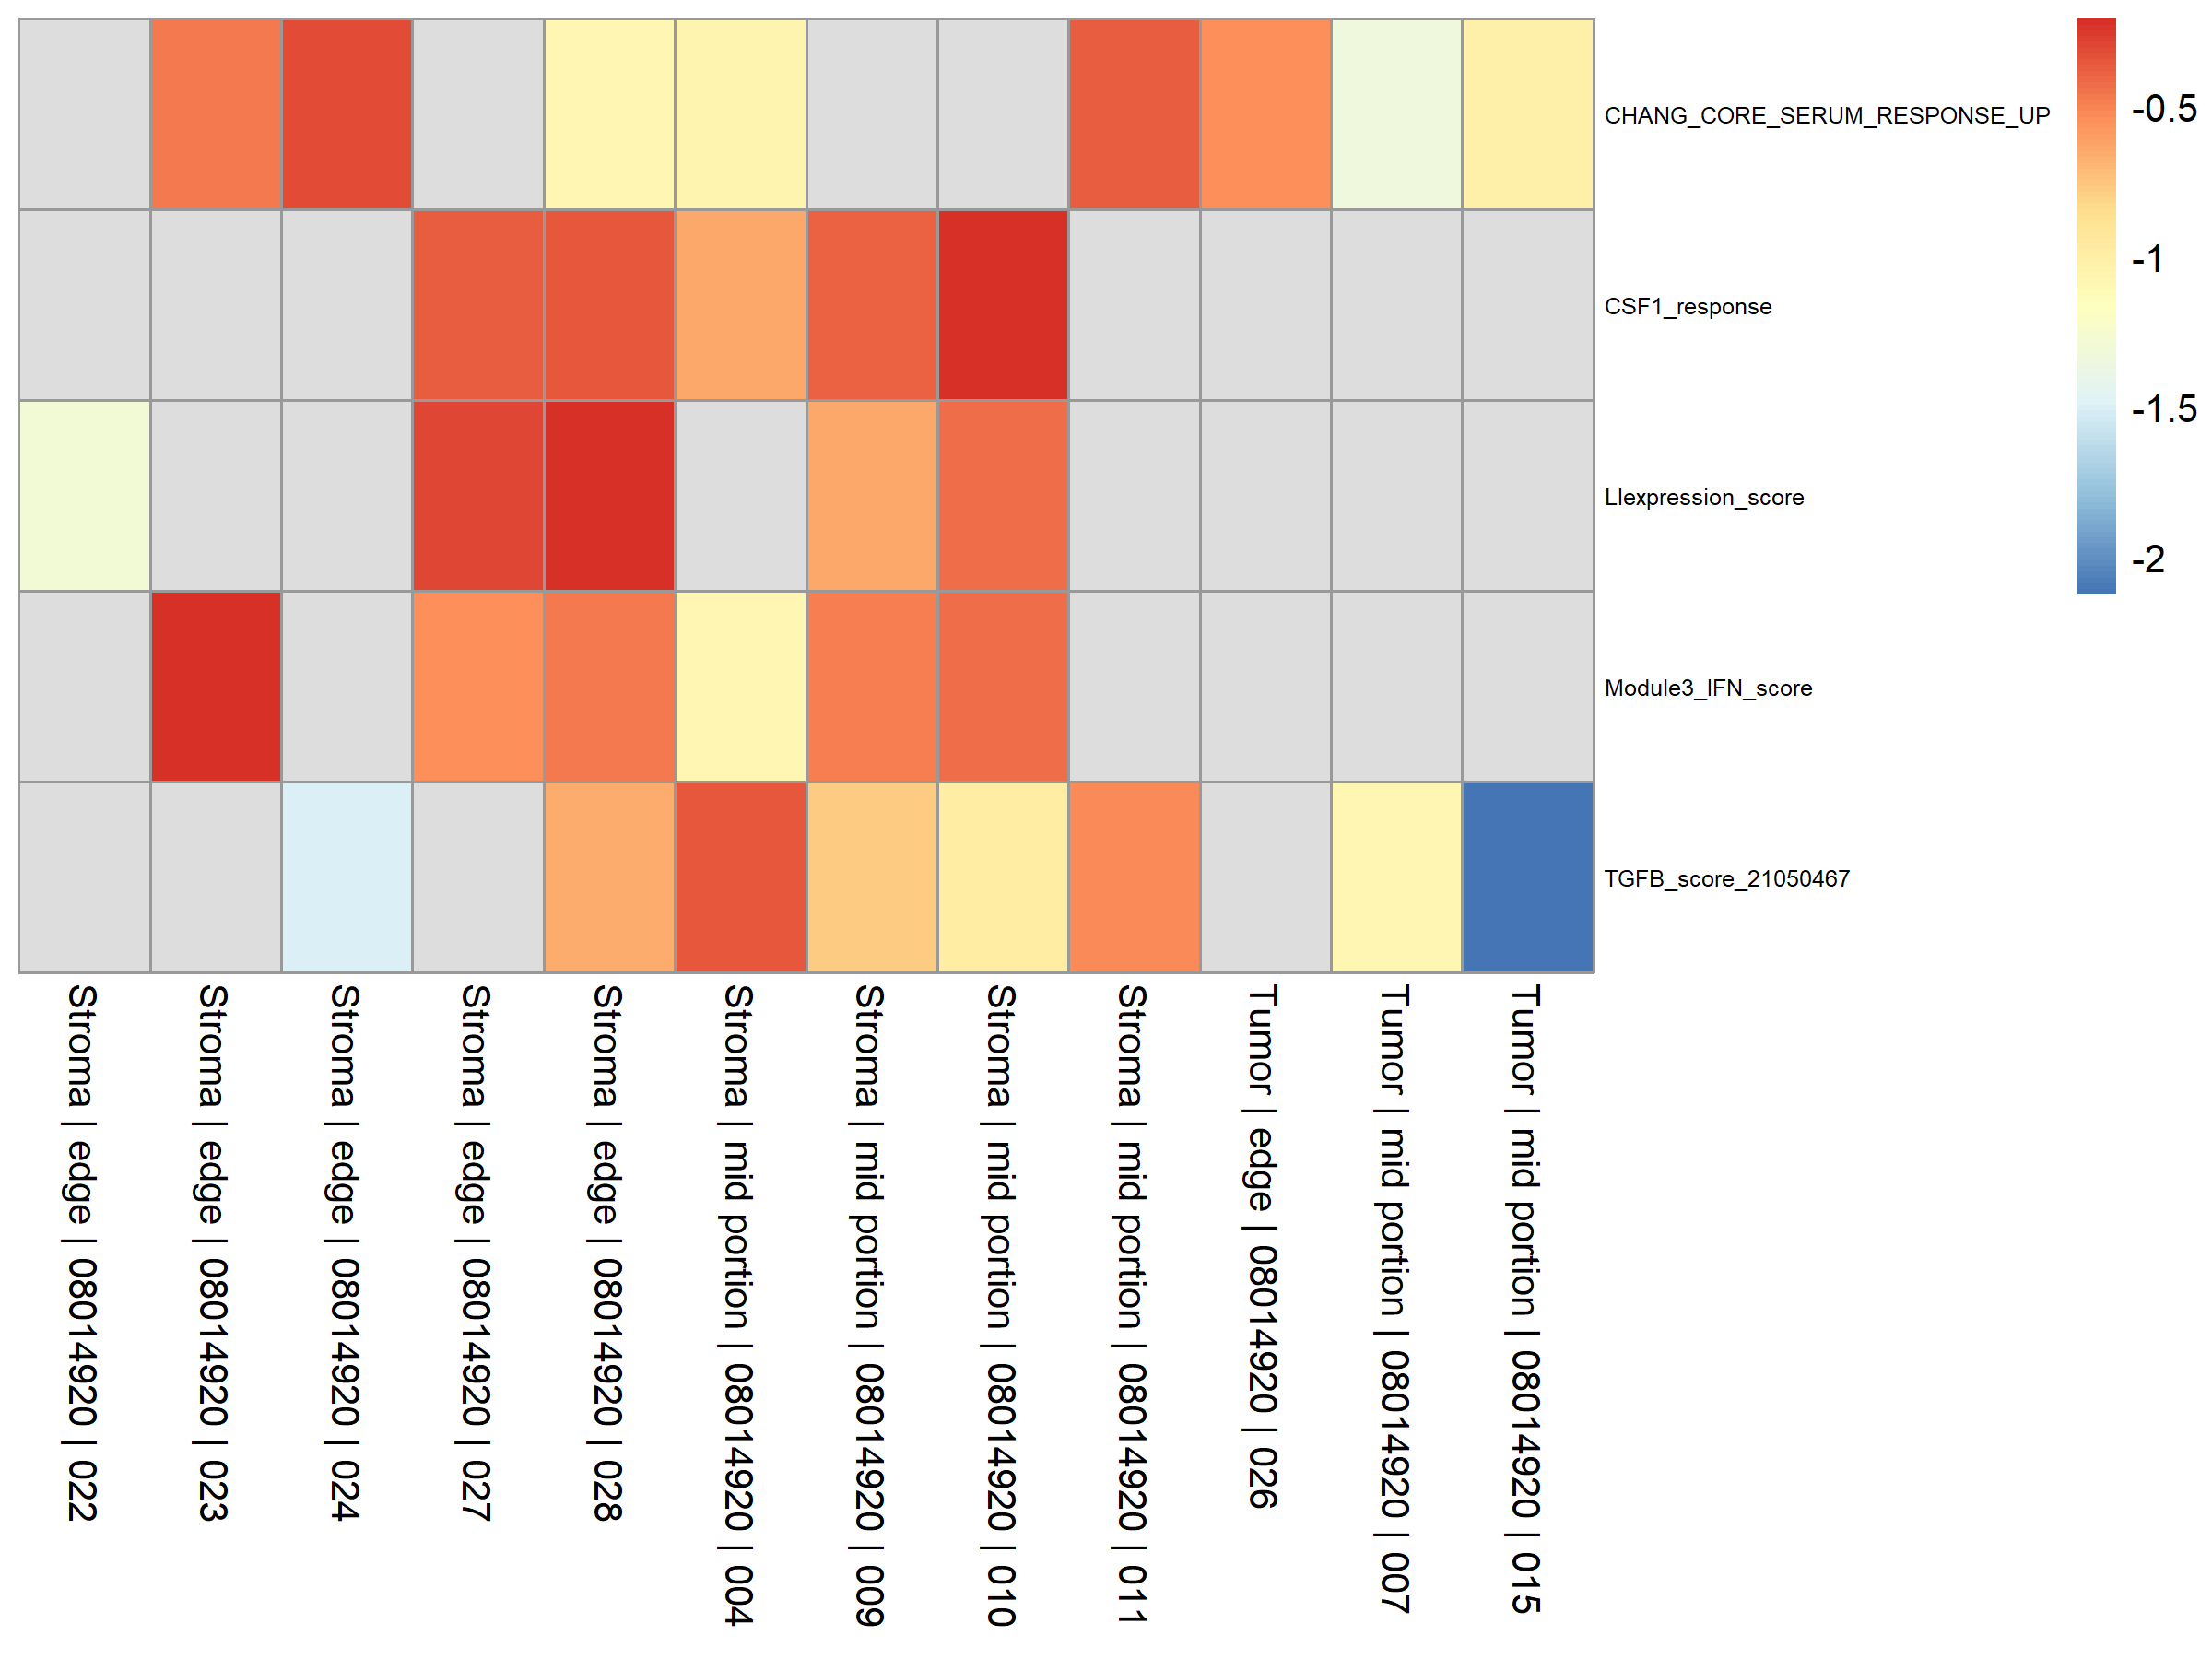 CHANG_CORE_SERUM_RESPONSE_UP
CSF1_response
LIexpression_score
Module3_IFN_score
TGFB_score_21050467
-0.5
-1
-1.5
-2
Stroma | edge | 08014920 | 022
Stroma | edge | 08014920 | 023
Stroma | edge | 08014920 | 024
Stroma | edge | 08014920 | 027
Stroma | edge | 08014920 | 028
Stroma | mid portion | 08014920 | 004
Stroma | mid portion | 08014920 | 009
Stroma | mid portion | 08014920 | 010
Stroma | mid portion | 08014920 | 011
Tumor | edge | 08014920 | 026
Tumor | mid portion | 08014920 | 007
Tumor | mid portion | 08014920 | 015